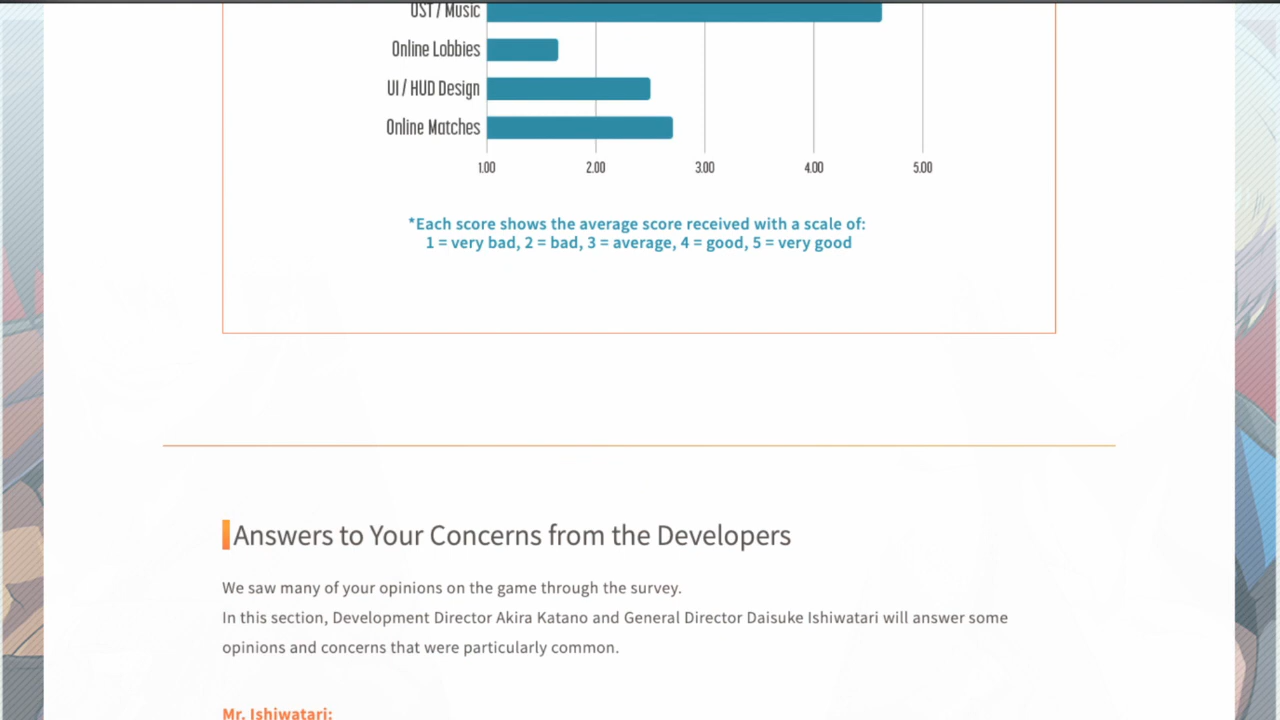 OST / Music
Online Lobbies
UI / HUD Design
Online Matches
1.00 2.00 3.00 4.00 5.00
*Each score shows the average score received with a scale of:
1 = very bad, 2 = bad, 3 = average, 4 = good, 5 = very good
Answers to Your Concerns from the Developers
We saw many of your opinions on the game through the survey.
In this section, Development Director Akira Katano and General Director Daisuke Ishiwatari will answer some
opinions and concerns that were particularly common.
Mr. Ishiwatari: